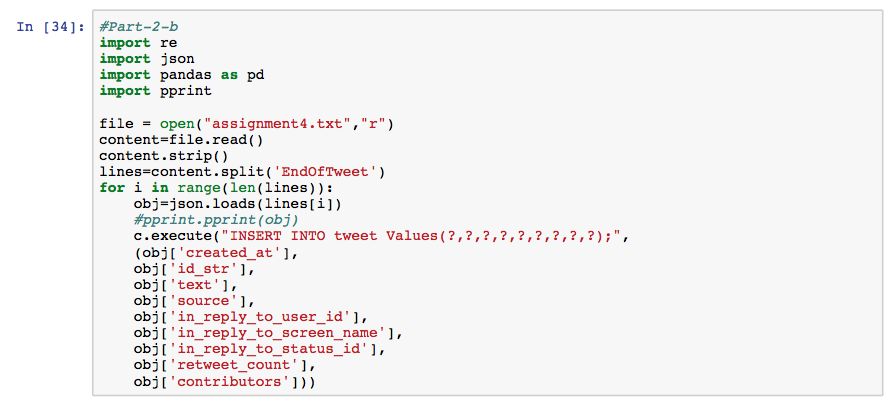 In [34]: #Part-2-b
import re
import json
import pandas as pd
import pprint
file = open("assignment4.txt","r")
content=file.read()
content.strip()
lines=content.split('EndOfTweet')
for i in range(len(lines)):
    obj=json.loads(lines[i])
    #pprint.pprint(obj)
    c.execute("INSERT INTO tweet Values(?,?,?,?,?,?,?,?,?);",
    (obj['created_at'],
    obj['id_str'],
    obj['text'],
    obj['source'],
    obj['in_reply_to_user_id'],
    obj['in_reply_to_screen_name'],
    obj['in_reply_to_status_id'],
    obj['retweet_count'],
    obj['contributors']))